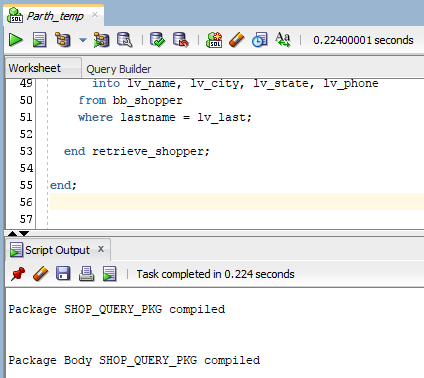 Parth_temp
SQL
0.22400001 seconds
Worksheet Query Builder
49 into lv_name, lv_city, lv_state, lv_phone
50 from bb_shopper
51 where lastname = lv_last;
52
53 end retrieve_shopper;
54
55 end;
56
57
Script Output x
Task completed in 0.224 seconds
Package SHOP_QUERY_PKG compiled
Package Body SHOP_QUERY_PKG compiled